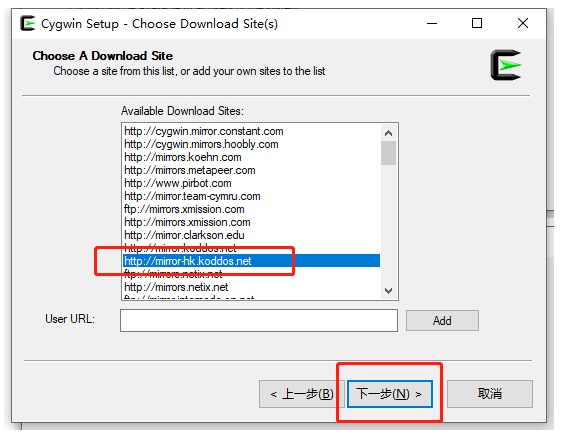 Cygwin Setup - Choose Download Site(s)
Choose A Download Site
Choose a site from this list, or add your own sites to the list
Available Download Sites:
http://cygwin.mirror.constant.com
http://cygwin.mirrors.hoobly.com
http://mirrors.koehn.com
http://mirrors.metapeer.com
http://www.pirbot.com
http://mirror.team-cymru.com
ftp://mirrors.xmission.com
http://mirrors.xmission.com
http://mirror.clarkson.edu
http://mirror.koddos.net
http://mirror-hk.koddos.net
ftp://mirrors.netix.net
http://mirrors.netix.net
User URL:
Add
< 上一步(B)
下一步(N) >
取消